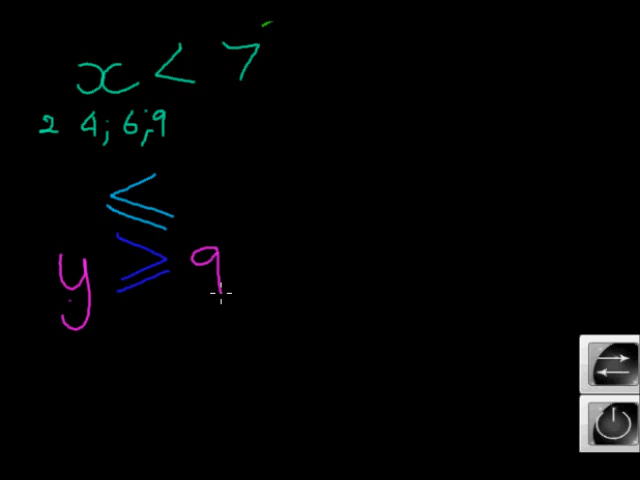 x < 7
2 4; 6; 9
≤
y ≥ 9